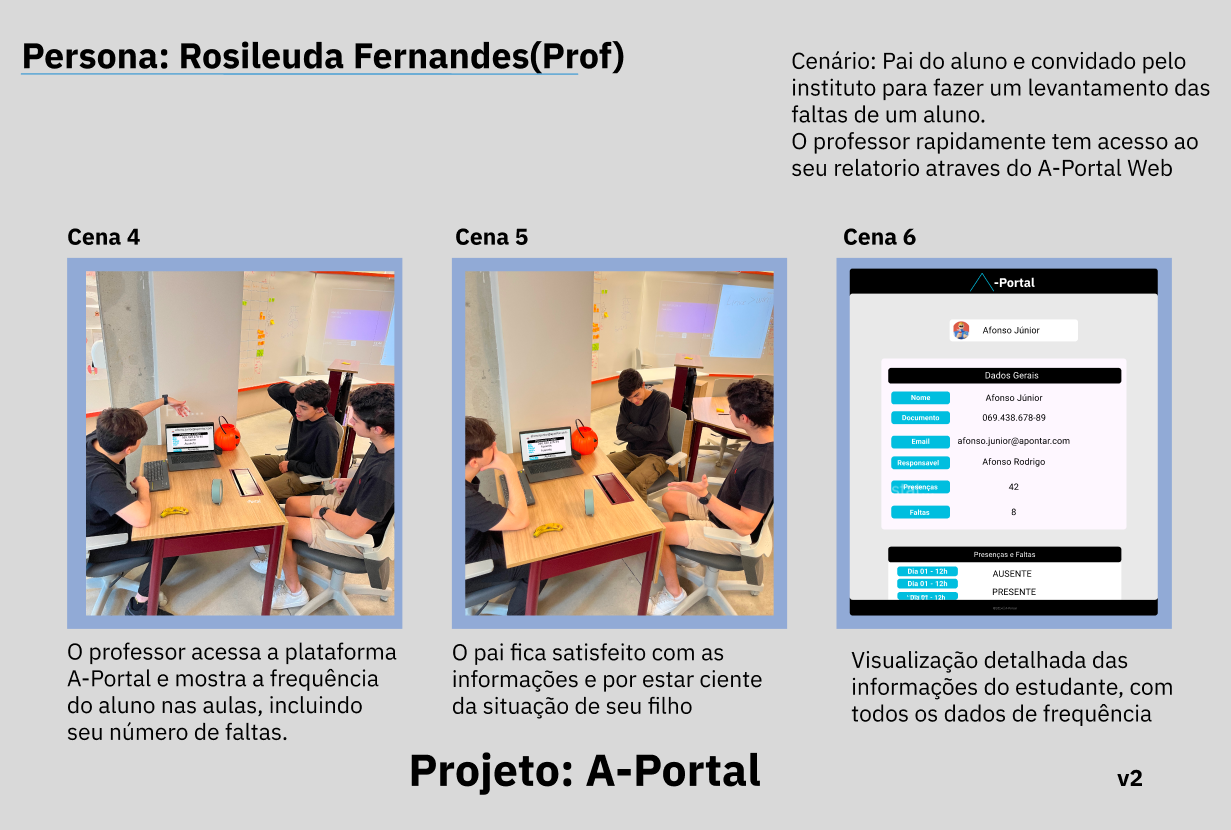 Persona: Rosileuda Fernandes(Prof)
Cenário: Pai do aluno e convidado pelo
instituto para fazer um levantamento das
faltas de um aluno.
O professor rapidamente tem acesso ao
seu relatorio atraves do A-Portal Web
Cena 4
Cena 5
Cena 6
-Portal
Afonso Júnior
Dados Gerais
Nome
Afonso Júnior
Documento
069.438.678-89
Email
afonso.junior@apontar.com
Responsavel
Afonso Rodrigo
Presenças
42
Faltas
8
Presenças e Faltas
Dia 01 - 12h
AUSENTE
Dia 01 - 12h
PRESENTE
Dia 01 - 12h
O professor acessa a plataforma
A-Portal e mostra a frequência
do aluno nas aulas, incluindo
seu número de faltas.
O pai fica satisfeito com as
informações e por estar ciente
da situação de seu filho
Visualização detalhada das
informações do estudante, com
todos os dados de frequência
Projeto: A-Portal
v2